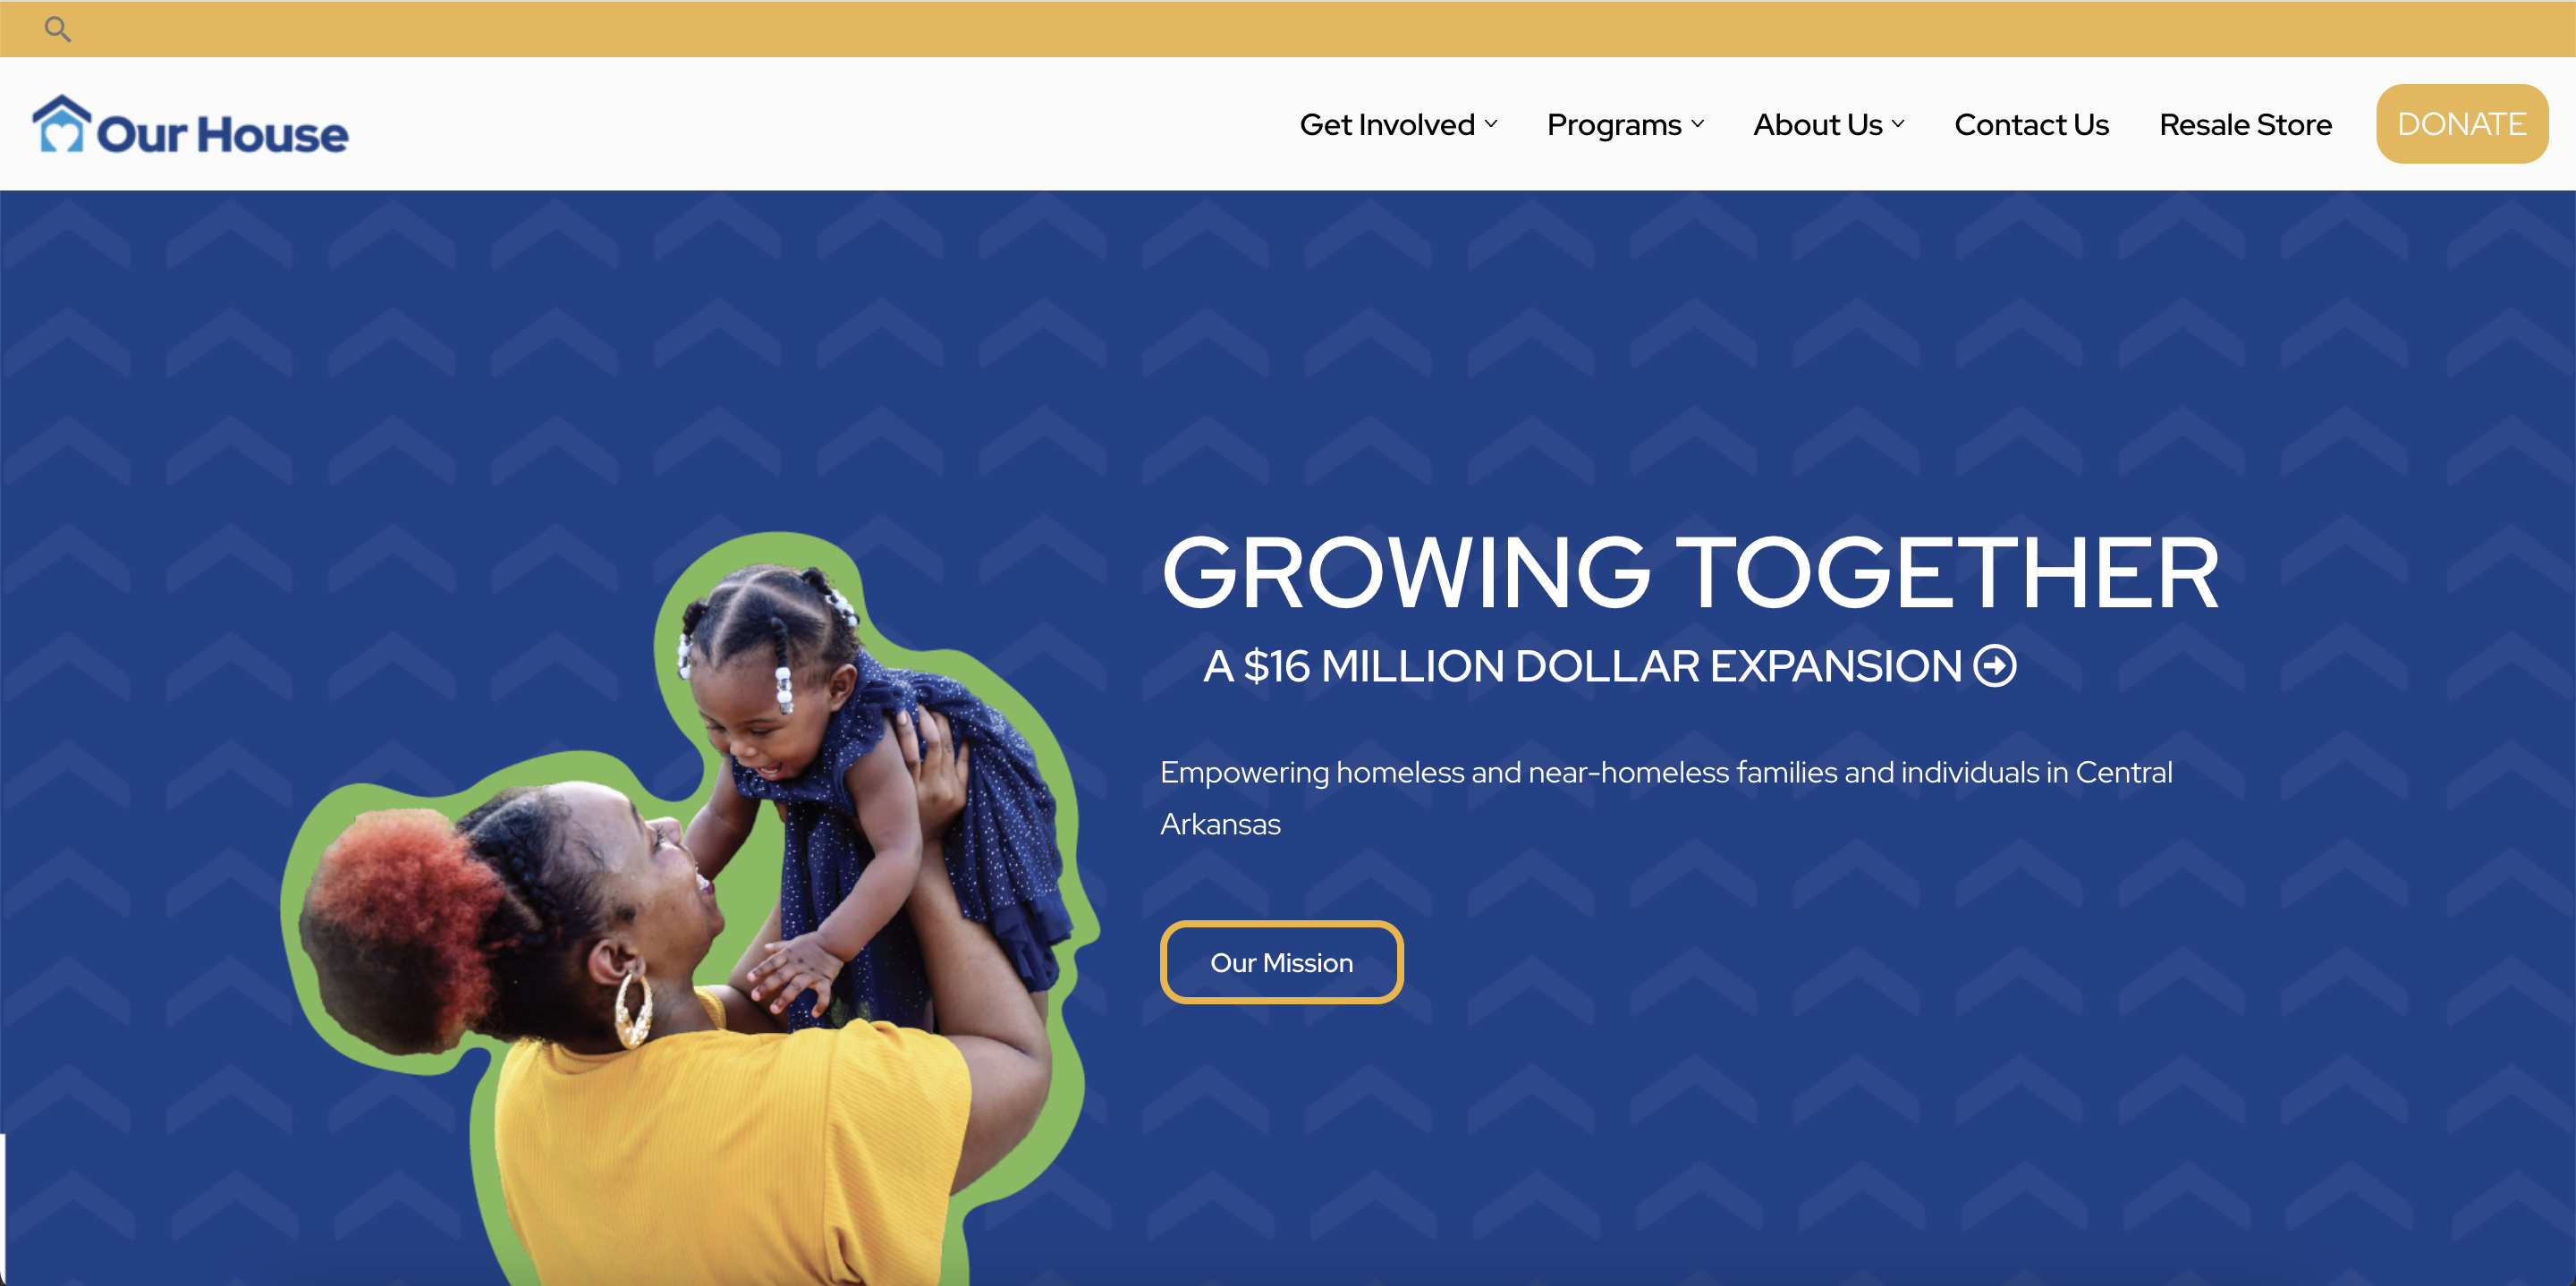 Our House
Get Involved
Programs
About Us
Contact Us
Resale Store
DONATE
GROWING TOGETHER
A $16 MILLION DOLLAR EXPANSION
Empowering homeless and near-homeless families and individuals in Central
Arkansas
Our Mission